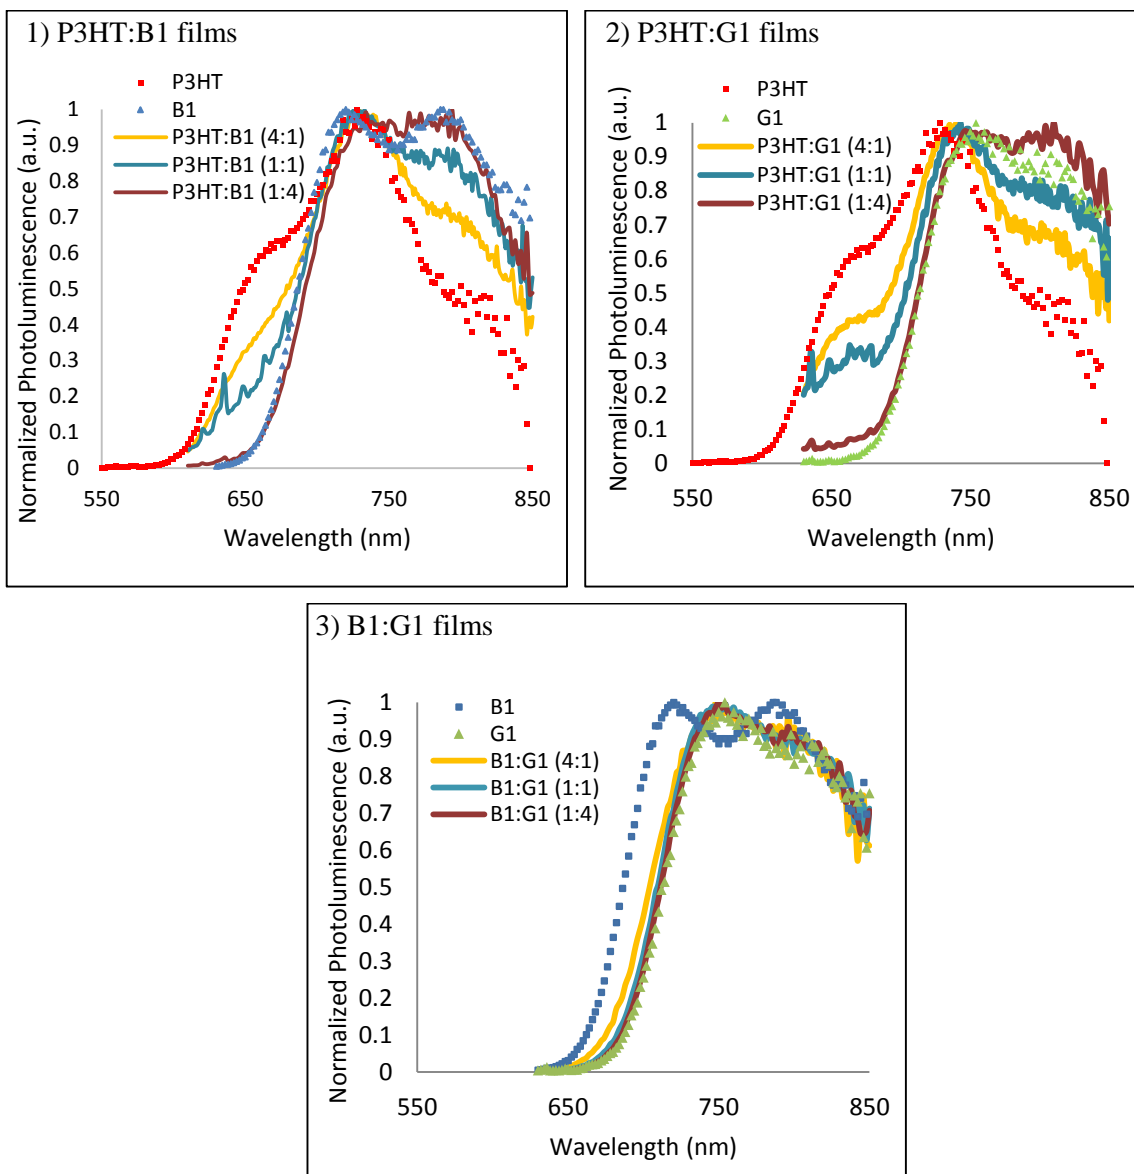 1) P3HT:B1 films
P3HT
B1
P3HT:B1 (4:1)
P3HT:B1 (1:1)
P3HT:B1 (1:4)
Normalized Photoluminescence (a.u.)
1
0.9
0.8
0.7
0.6
0.5
0.4
0.3
0.2
0.1
0
550
650
750
850
Wavelength (nm)
2) P3HT:G1 films
P3HT
G1
P3HT:G1 (4:1)
P3HT:G1 (1:1)
P3HT:G1 (1:4)
Normalized Photoluminescence (a.u.)
1
0.9
0.8
0.7
0.6
0.5
0.4
0.3
0.2
0.1
0
550
650
750
850
Wavelength (nm)
3) B1:G1 films
B1
G1
B1:G1 (4:1)
B1:G1 (1:1)
B1:G1 (1:4)
Normalized Photoluminescence (a.u.)
1
0.9
0.8
0.7
0.6
0.5
0.4
0.3
0.2
0.1
0
550
650
750
850
Wavelength (nm)